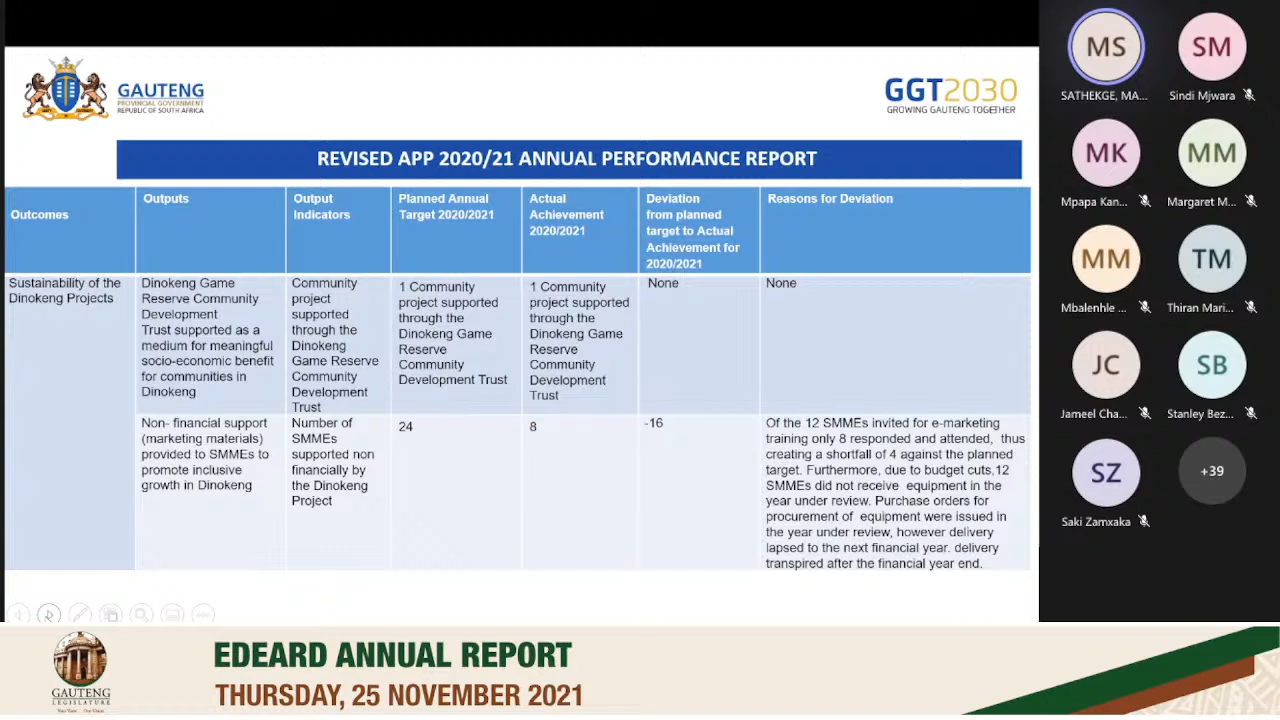 GAUTENG
PROVINCIAL GOVERNMENT
REPUBLIC OF SOUTH AFRICA
GGT2030
GROWING GAUTENG TOGETHER
REVISED APP 2020/21 ANNUAL PERFORMANCE REPORT
Outcomes
Outputs
Output
Indicators
Planned Annual
Target 2020/2021
Actual
Achievement
2020/2021
Deviation
from planned
target to Actual
Achievement for
2020/2021
Reasons for Deviation
Sustainability of the
Dinokeng Projects
Dinokeng Game
Reserve Community
Development
Trust supported as a
medium for meaningful
socio-economic benefit
for communities in
Dinokeng
Community
project
supported
through the
Dinokeng
Game Reserve
Community
Development
Trust
1 Community
project supported
through the
Dinokeng Game
Reserve
Community
Development Trust
1 Community
project supported
through the
Dinokeng Game
Reserve
Community
Development
Trust
None
None
Non- financial support
(marketing materials)
provided to SMMEs to
promote inclusive
growth in Dinokeng
Number of
SMMEs
supported non
financially by
the Dinokeng
Project
24
8
-16
Of the 12 SMMEs invited for e-marketing
training only 8 responded and attended, thus
creating a shortfall of 4 against the planned
target. Furthermore, due to budget cuts,12
SMMEs did not receive equipment in the
year under review. Purchase orders for
procurement of equipment were issued in
the year under review, however delivery
lapsed to the next financial year. delivery
transpired after the financial year end.
MS
SATHEKGE, MA...
SM
Sindi Mjwara
MK
Mpapa Kan...
MM
Margaret M...
MM
Mbalenhle ...
TM
Thiran Mari...
JC
Jameel Cha...
SB
Stanley Bez...
SZ
Saki Zamxaka
+39
GAUTENG
LEGISLATURE
EDEARD ANNUAL REPORT
THURSDAY, 25 NOVEMBER 2021